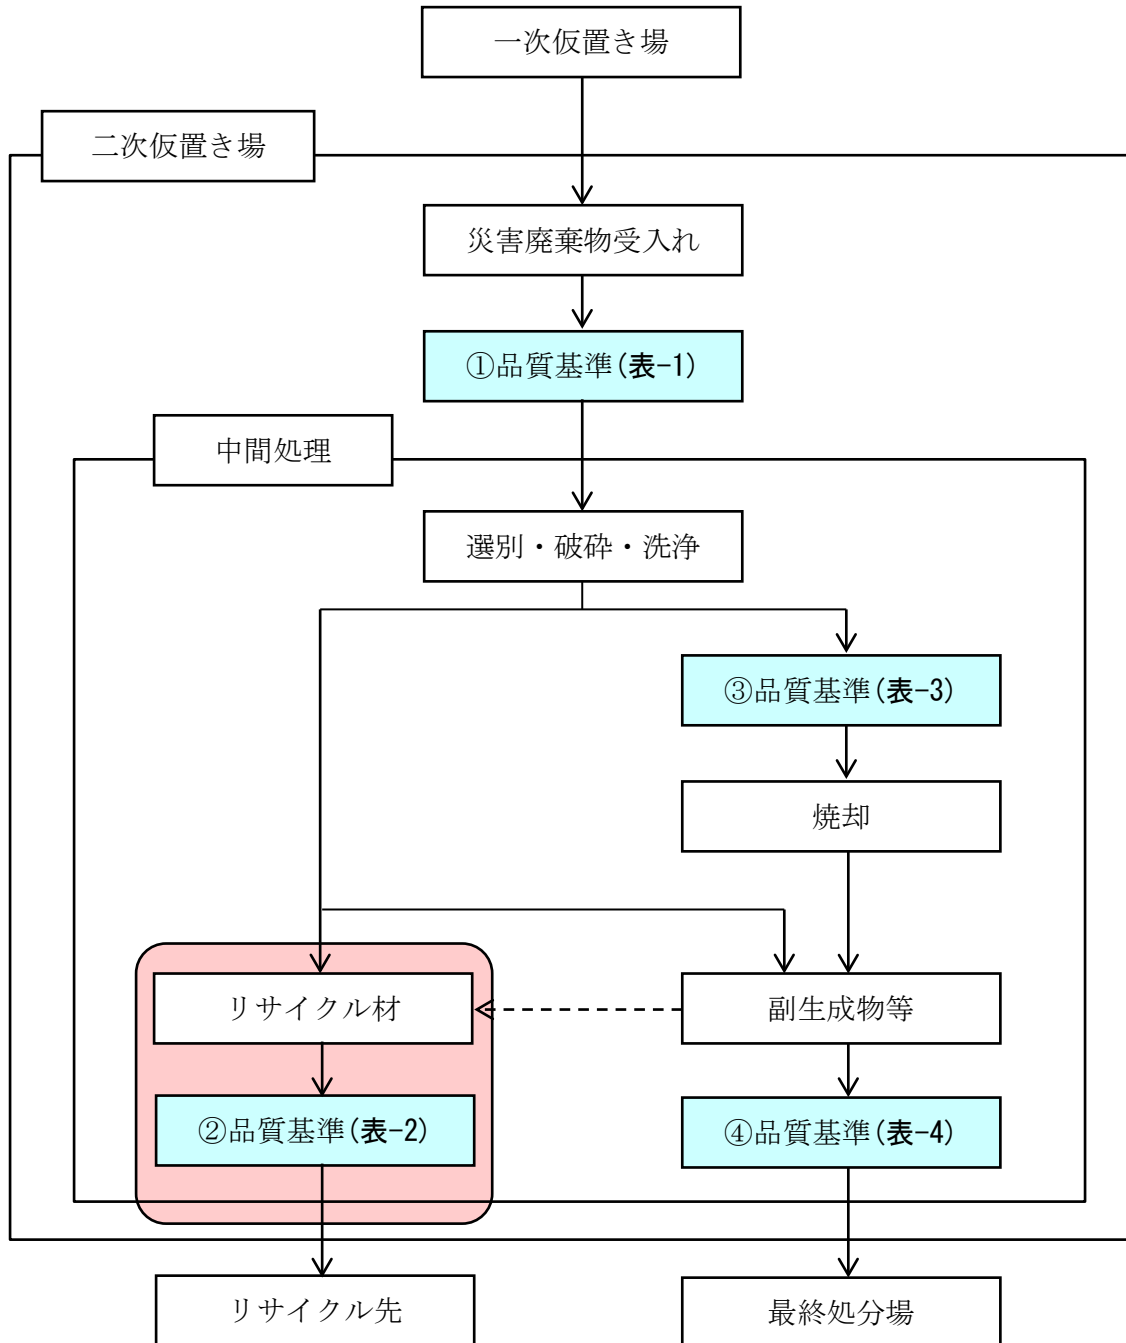 一次仮置き場
二次仮置き場
災害廃棄物受入れ
①品質基準(表-1)
中間処理
選別・破砕・洗浄
③品質基準(表-3)
焼却
リサイクル材
副生成物等
②品質基準(表-2)
④品質基準(表-4)
リサイクル先
最終処分場